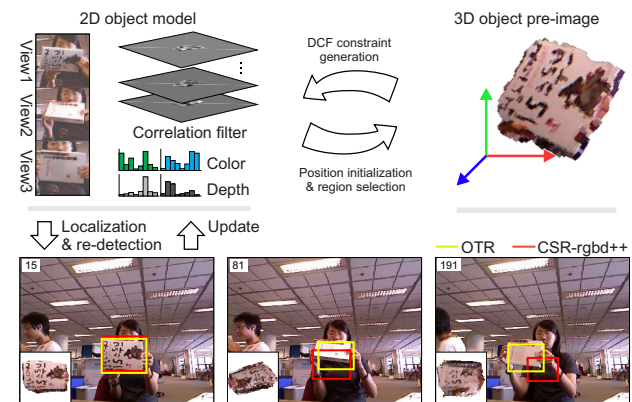 2D object model
3D object pre-image
View1
View2
View3
DCF constraint
generation
Correlation filter
Color
Depth
Position initialization
& region selection
Localization
& re-detection
Update
OTR
CSR-rgbd++
15
81
191